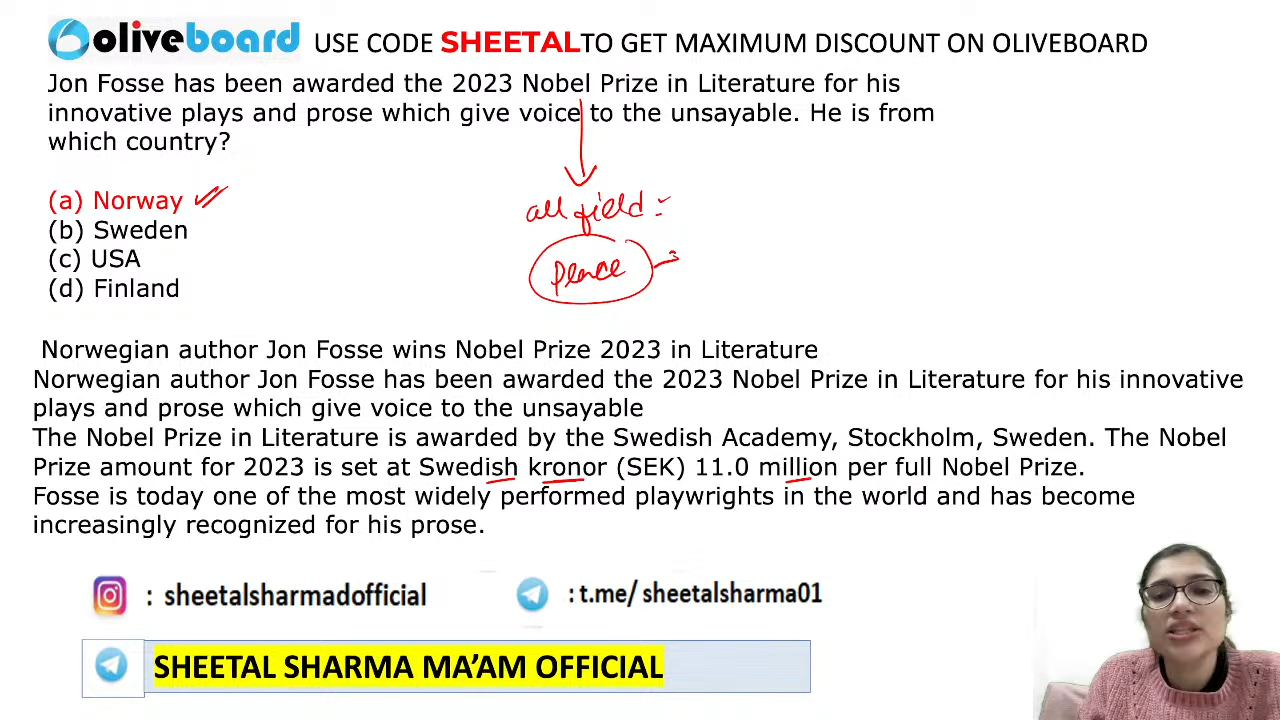 oliveboard USE CODE SHEETAL TO GET MAXIMUM DISCOUNT ON OLIVEBOARD
Jon Fosse has been awarded the 2023 Nobel Prize in Literature for his
innovative plays and prose which give voice to the unsayable. He is from
which country?
(a) Norway
(b) Sweden
(c) USA
(d) Finland
all field :-
Peace
Norwegian author Jon Fosse wins Nobel Prize 2023 in Literature
Norwegian author Jon Fosse has been awarded the 2023 Nobel Prize in Literature for his innovative
plays and prose which give voice to the unsayable
The Nobel Prize in Literature is awarded by the Swedish Academy, Stockholm, Sweden. The Nobel
Prize amount for 2023 is set at Swedish kronor (SEK) 11.0 million per full Nobel Prize.
Fosse is today one of the most widely performed playwrights in the world and has become
increasingly recognized for his prose.
: sheetalsharmadofficial
: t.me/ sheetalsharma01
SHEETAL SHARMA MA’AM OFFICIAL